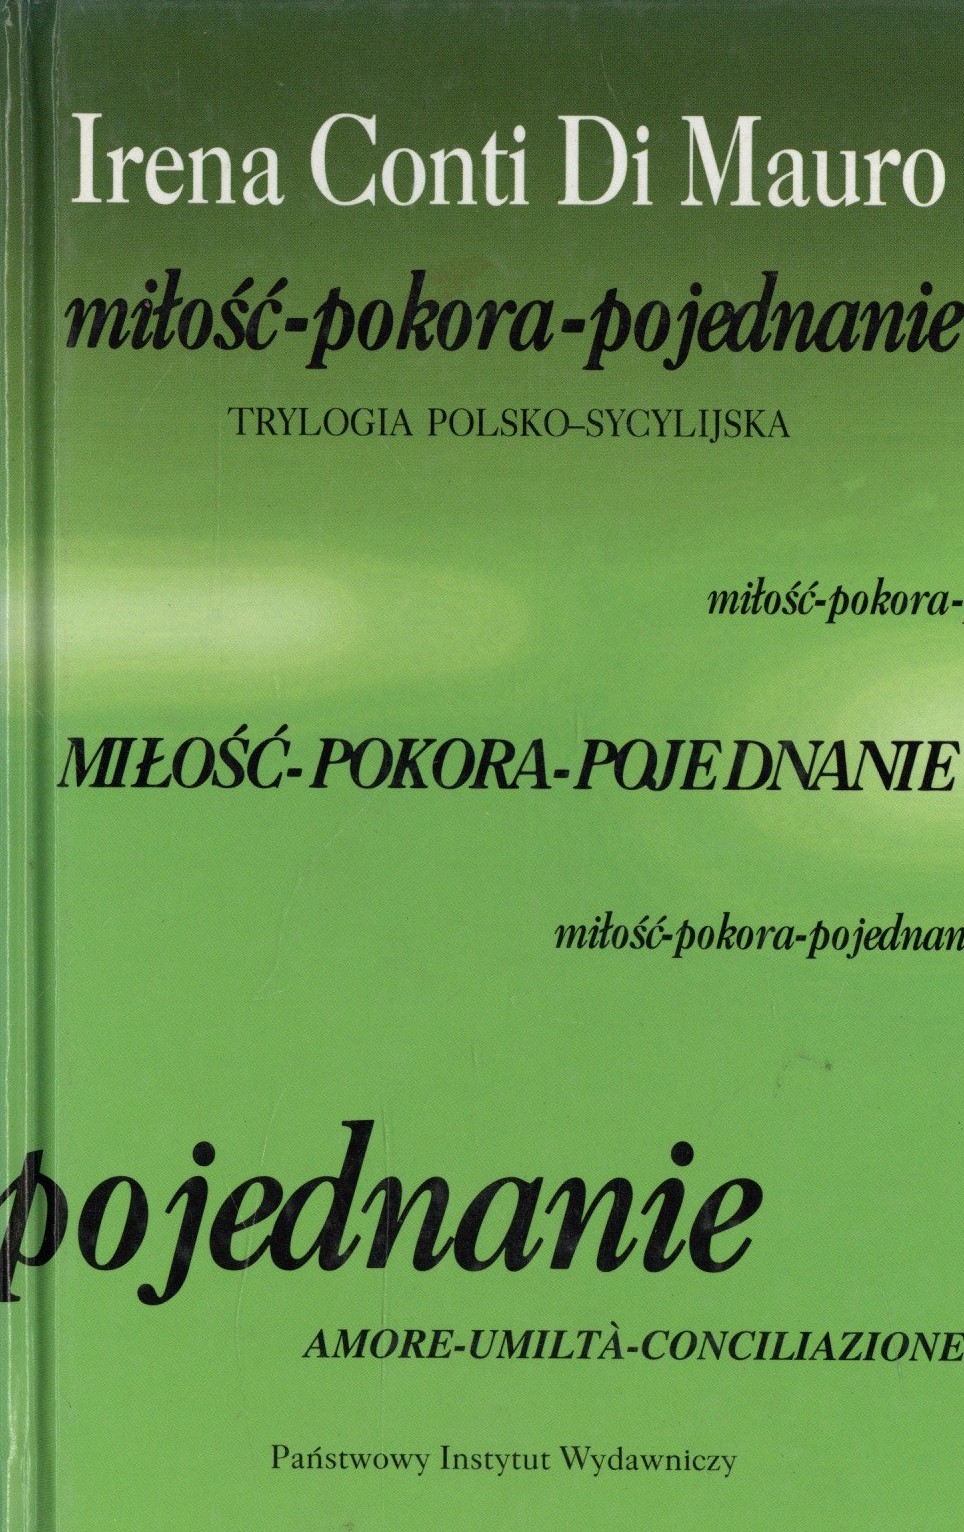 Irena Conti Di Mauro
miłość-pokora-pojednanie
TRYLOGIA POLSKO–SYCYLIJSKA
miłość-pokora-
MIŁOŚĆ-POKORA-POJEDNANIE
miłość-pokora-pojednan
pojednanie
AMORE-UMILTÀ-CONCILIAZIONE
Państwowy Instytut Wydawniczy